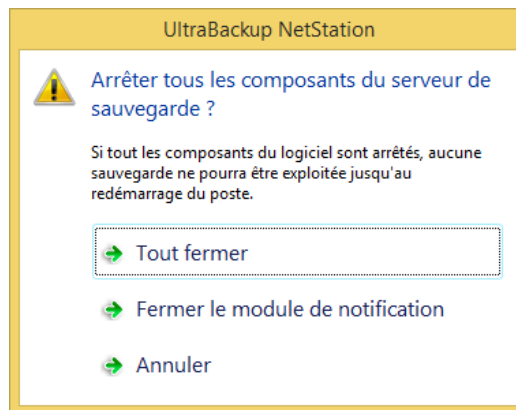 UltraBackup NetStation
Arrêter tous les composants du serveur de
sauvegarde ?
Si tout les composants du logiciel sont arrêtés, aucune
sauvegarde ne pourra être exploitée jusqu'au
redémarrage du poste.
Tout fermer
Fermer le module de notification
Annuler